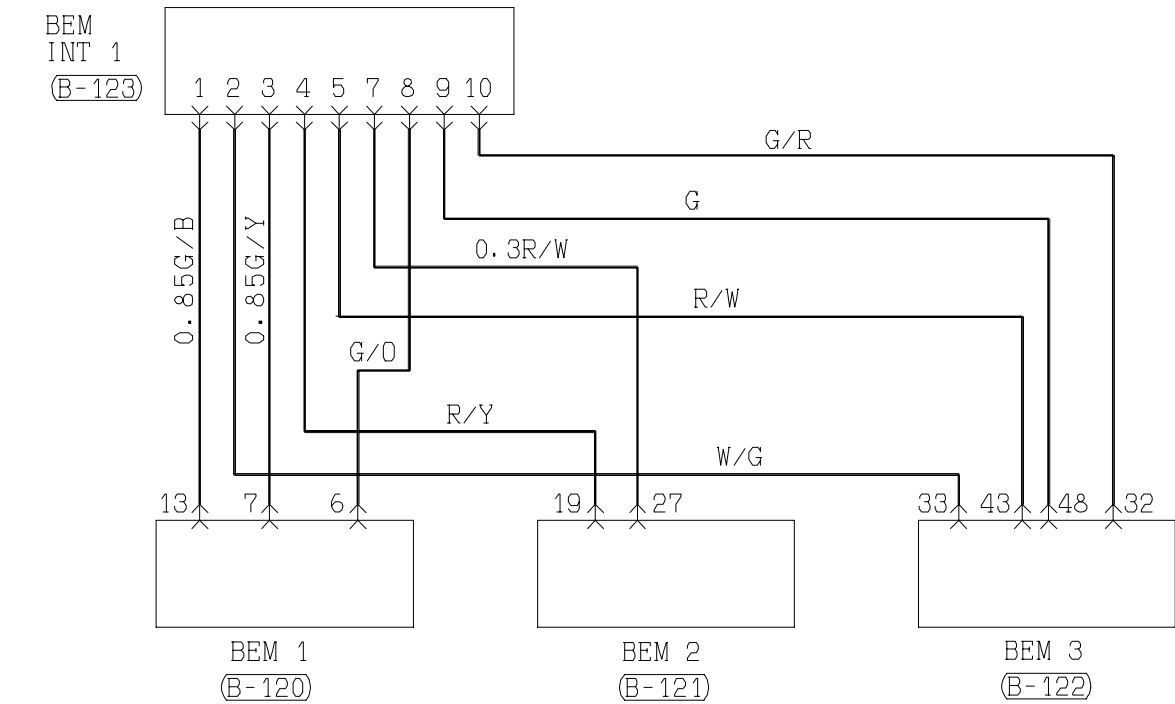 BEM
INT 1
(B-123)
1 2 3 4 5 7 8 9 10
G/R
G
0.85G/B
0.85G/Y
0.3R/W
R/W
G/O
R/Y
W/G
13 7 6 19 27 33 43 48 32
BEM 1
(B-120)
BEM 2
(B-121)
BEM 3
(B-122)